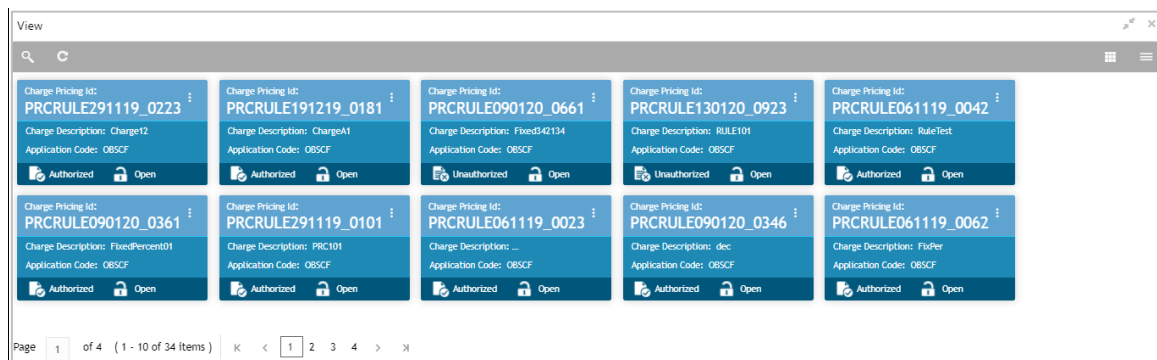 View
Charge Pricing Id: Charge Pricing Id: Charge Pricing Id: Charge Pricing Id: Charge Pricing Id:
PRCRULE291119_0223 PRCRULE191219_0181 PRCRULE090120_0661 PRCRULE130120_0923 PRCRULE061119_0042
Charge Description: Charge12 Charge Description: ChargeA1 Charge Description: Fixed342134 Charge Description: RULE101 Charge Description: RuleTest
Application Code: OBSCF Application Code: OBSCF Application Code: OBSCF Application Code: OBSCF Application Code: OBSCF
Authorized Open Authorized Open Unauthorized Open Unauthorized Open Authorized Open
Charge Pricing Id: Charge Pricing Id: Charge Pricing Id: Charge Pricing Id: Charge Pricing Id:
PRCRULE090120_0361 PRCRULE291119_0101 PRCRULE061119_0023 PRCRULE090120_0346 PRCRULE061119_0062
Charge Description: FixedPercent01 Charge Description: PRC101 Charge Description: ... Charge Description: dec Charge Description: FixPer
Application Code: OBSCF Application Code: OBSCF Application Code: OBSCF Application Code: OBSCF Application Code: OBSCF
Authorized Open Authorized Open Authorized Open Authorized Open Authorized Open
Page 1 of 4 ( 1 - 10 of 34 items ) 1 2 3 4